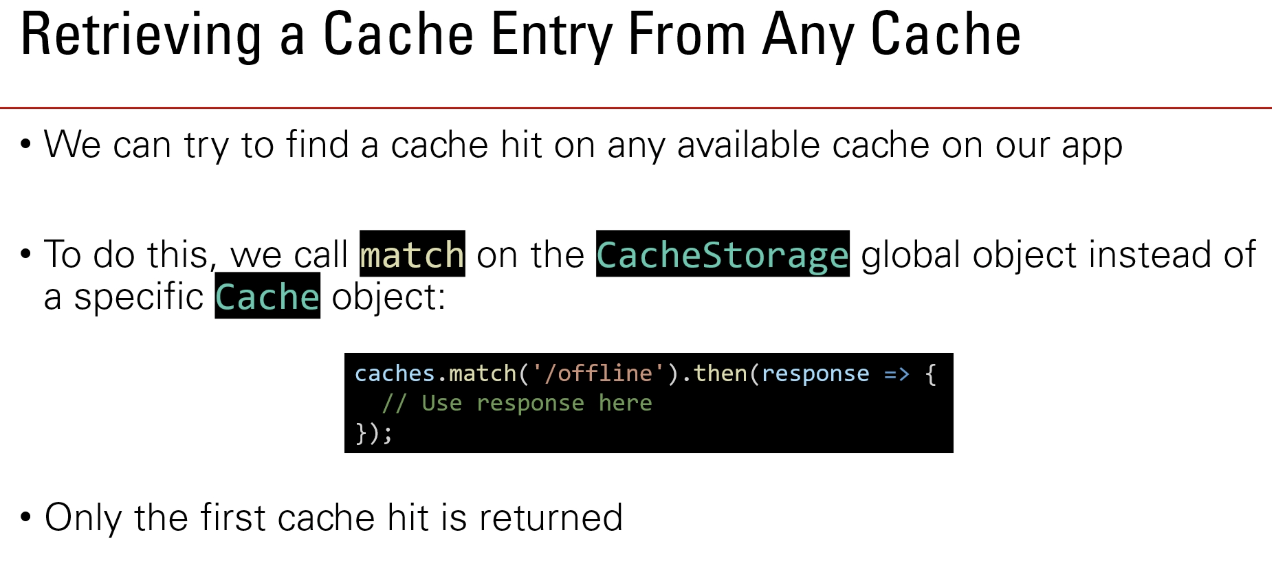 Retrieving a Cache Entry From Any Cache
• We can try to find a cache hit on any available cache on our app
• To do this, we call match on the CacheStorage global object instead of
a specific Cache object:
caches.match('/offline').then(response => {
  // Use response here
});
• Only the first cache hit is returned